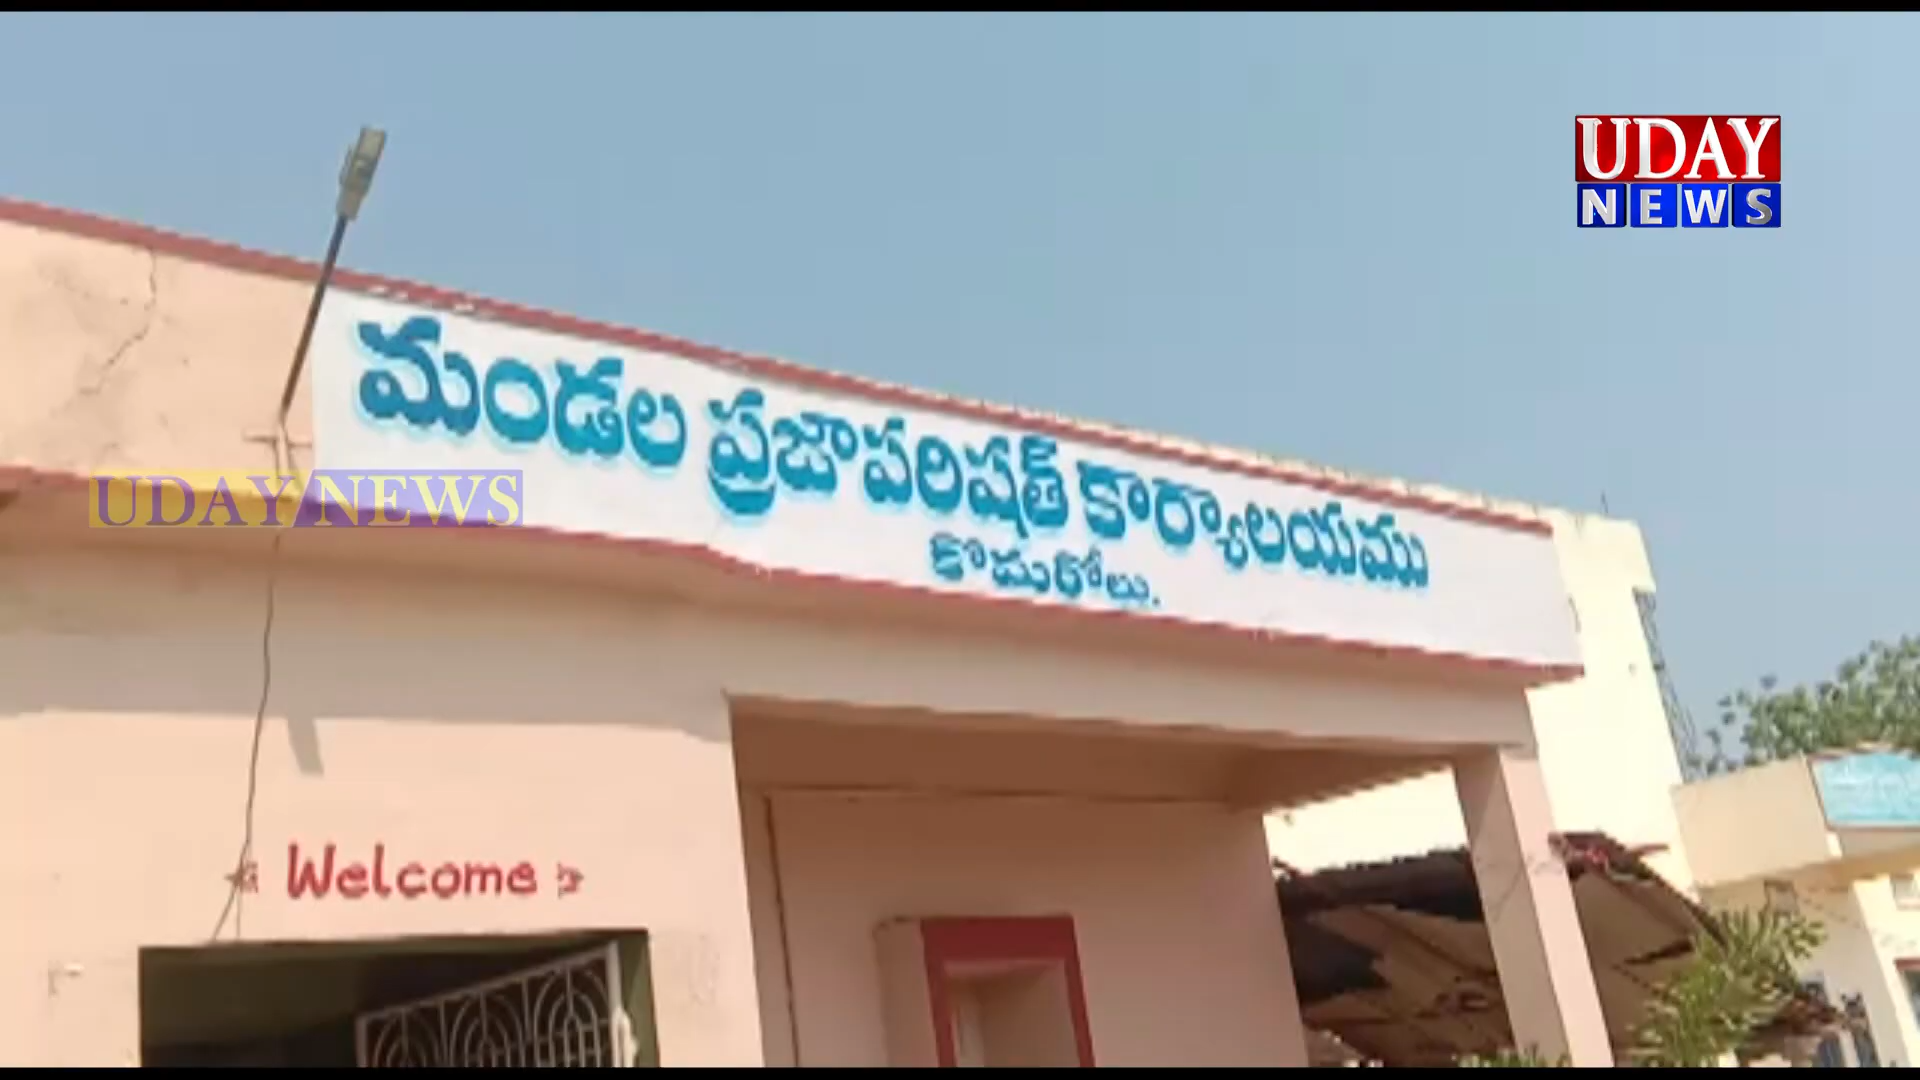 UDAY
NEWS
మండల ప్రజాపరిషత్ కార్యాలయము
కొడుకోలు.
UDAY NEWS
Welcome